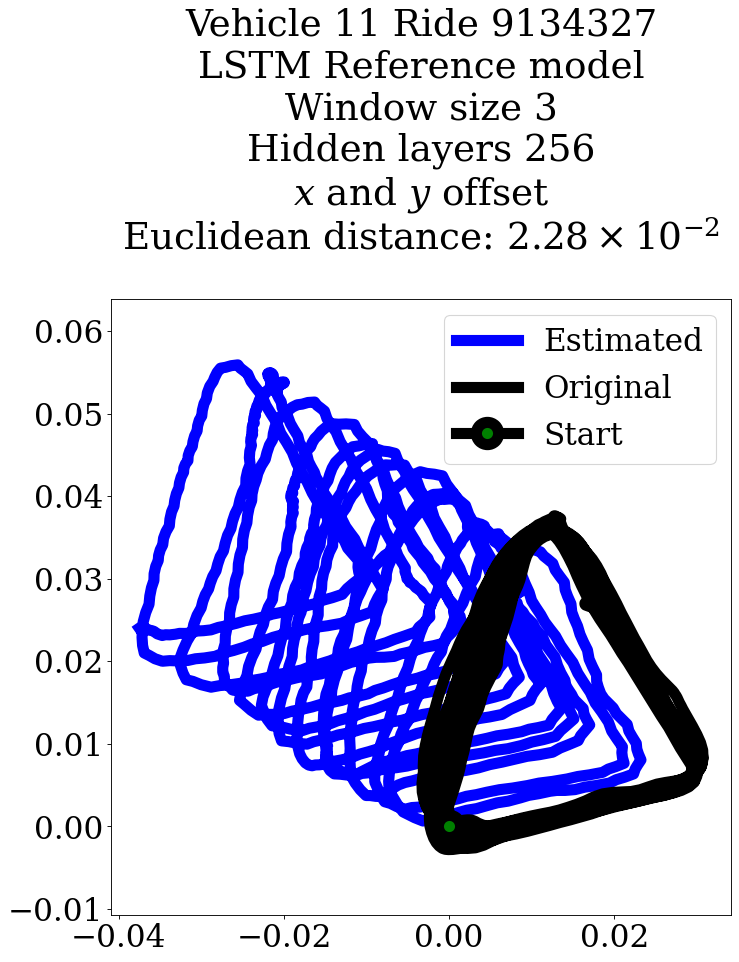 Vehicle 11 Ride 9134327
LSTM Reference model
Window size 3
Hidden layers 256
x and y offset
Euclidean distance: 2.28 × 10⁻²
Estimated
Original
Start
0.06
0.05
0.04
0.03
0.02
0.01
0.00
−0.01
−0.04
−0.02
0.00
0.02